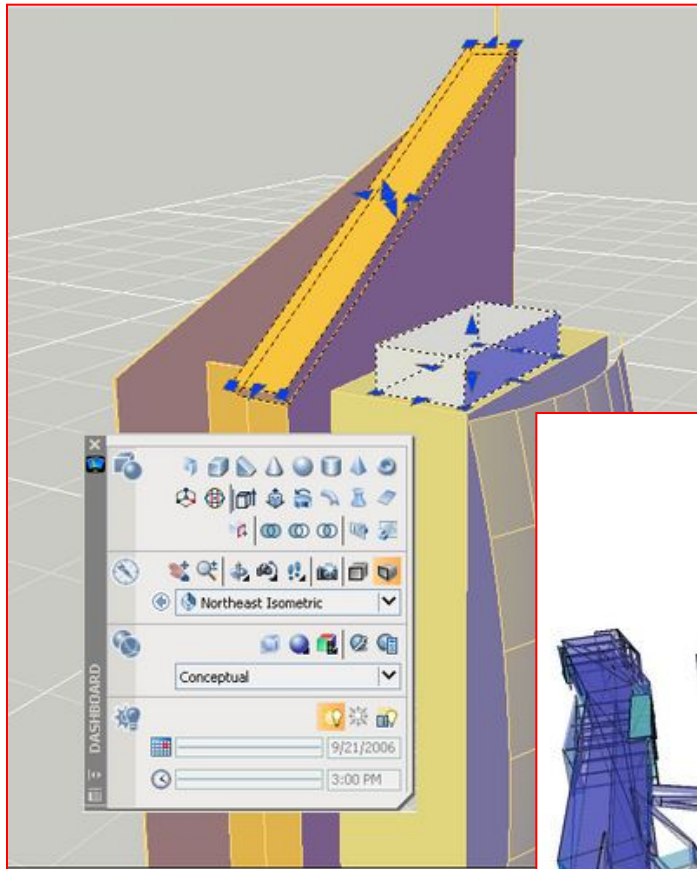 DASHBOARD
Northeast Isometric
Conceptual
9/21/2006
3:00 PM